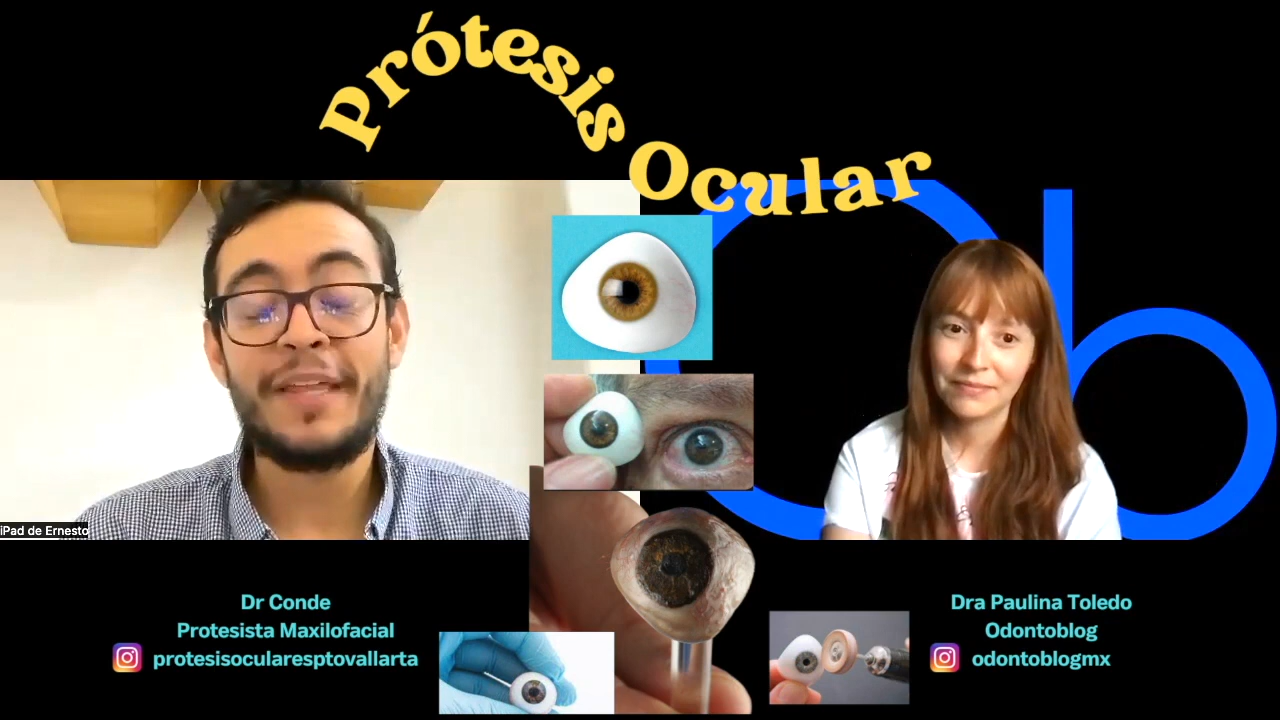 Prótesis
Ocular
iPad de Ernesto
Dr Conde
Protesista Maxilofacial
protesisocularesptovallarta
Dra Paulina Toledo
Odontoblog
odontoblogmx